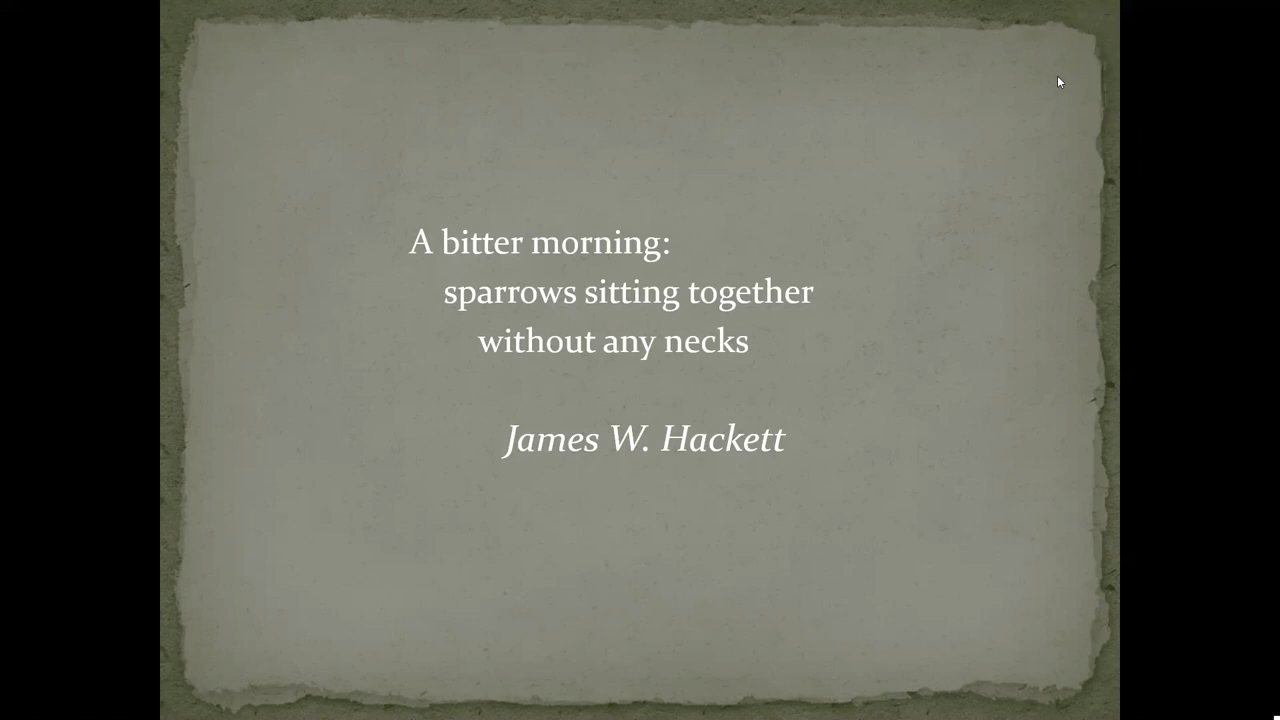 A bitter morning:
sparrows sitting together
without any necks
James W. Hackett